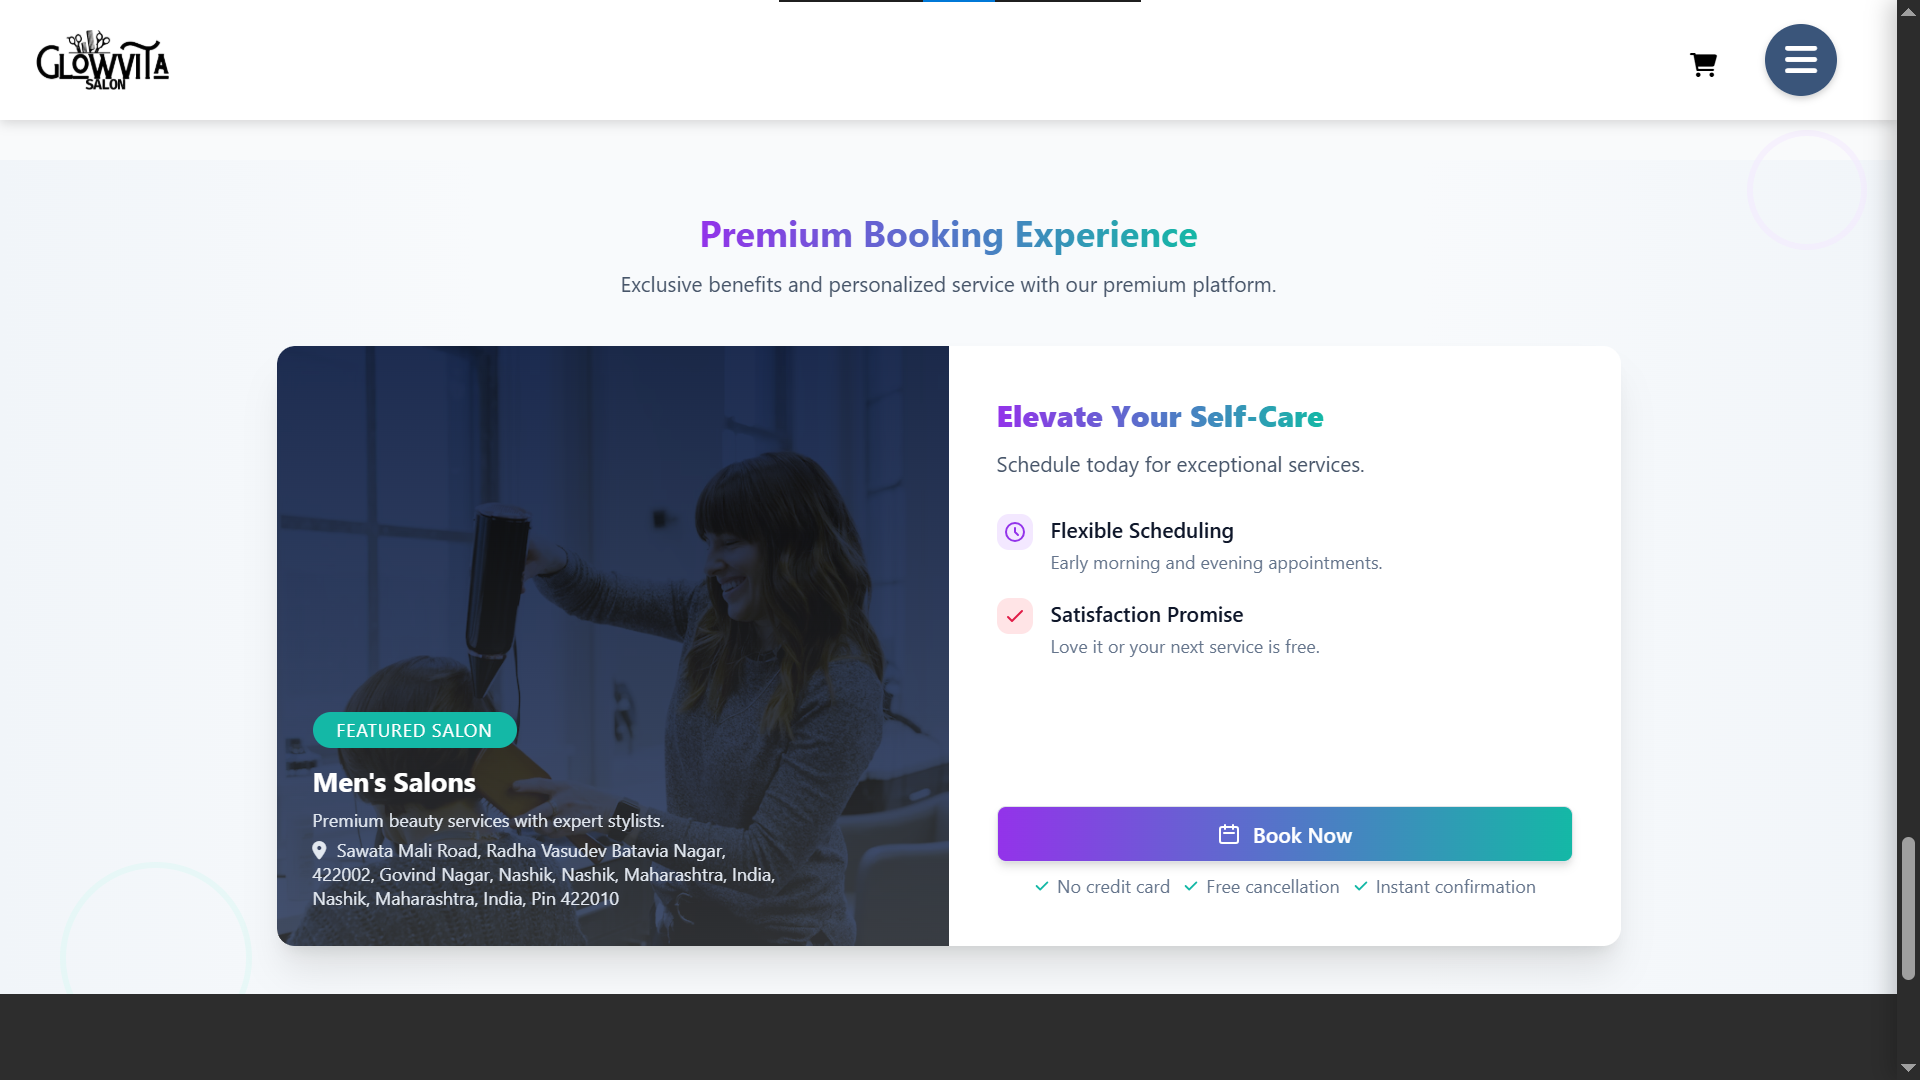 GLOWVITA
SALON
Premium Booking Experience
Exclusive benefits and personalized service with our premium platform.
FEATURED SALON
Men's Salons
Premium beauty services with expert stylists.
Sawata Mali Road, Radha Vasudev Batavia Nagar,
422002, Govind Nagar, Nashik, Nashik, Maharashtra, India,
Nashik, Maharashtra, India, Pin 422010
Elevate Your Self-Care
Schedule today for exceptional services.
Flexible Scheduling
Early morning and evening appointments.
Satisfaction Promise
Love it or your next service is free.
Book Now
No credit card Free cancellation Instant confirmation